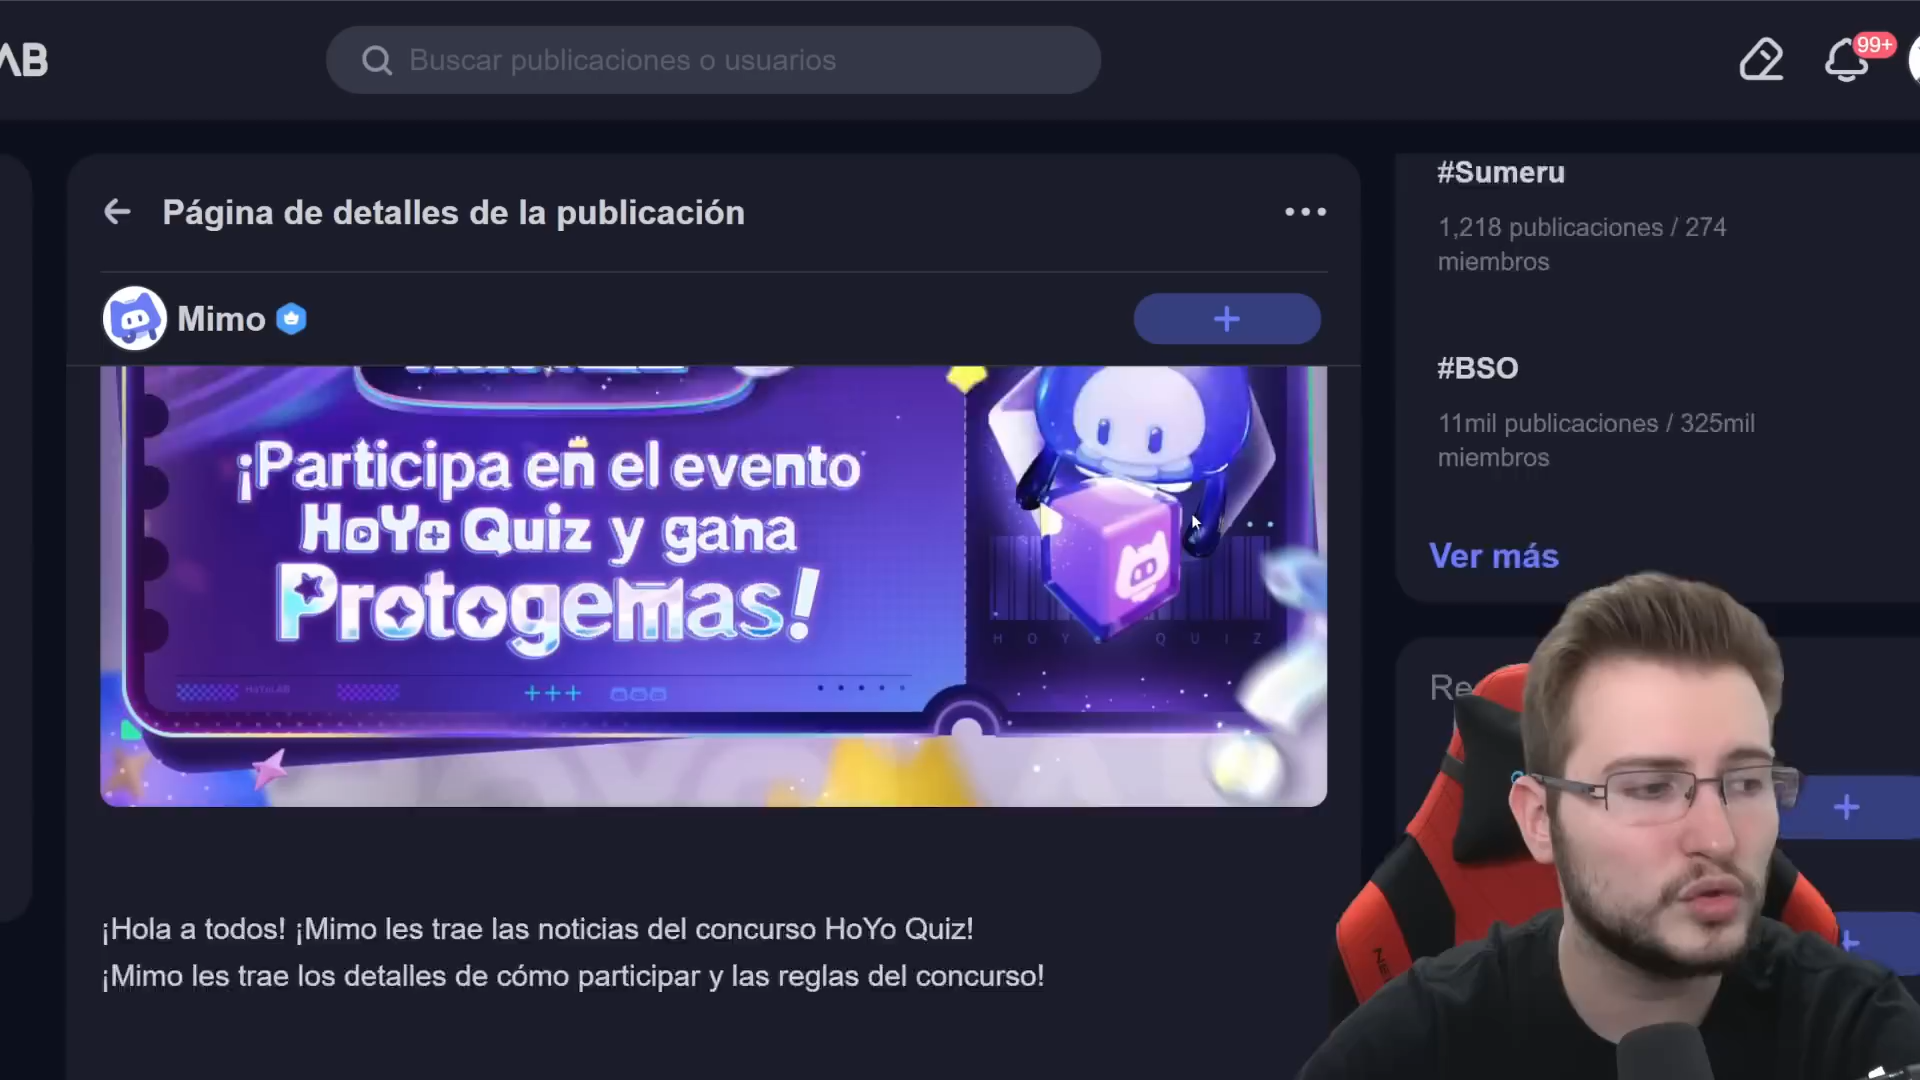 AB
Buscar publicaciones o usuarios
99+
Página de detalles de la publicación
Mimo
¡Participa en el evento
HoYo Quiz y gana
Protogemas!
HoYoLAB
HOYO QUIZ
¡Hola a todos! ¡Mimo les trae las noticias del concurso HoYo Quiz!
¡Mimo les trae los detalles de cómo participar y las reglas del concurso!
#Sumeru
1,218 publicaciones / 274
miembros
#BSO
11mil publicaciones / 325mil
miembros
Ver más
Re